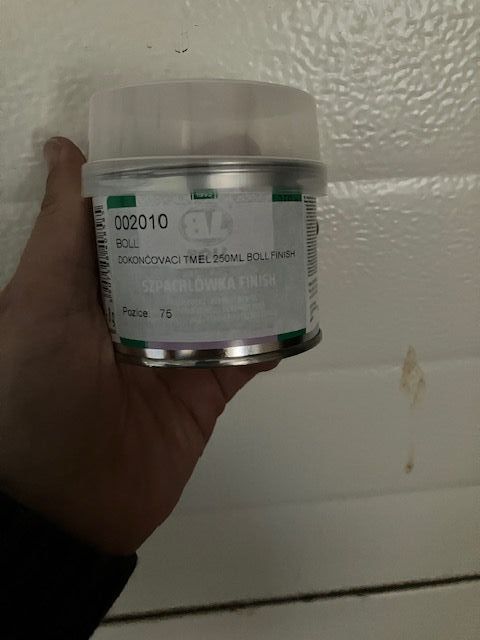 002010
BOLL
DOKONČOVACÍ TMEL 250ML BOLL FINISH
SZPACHLÓWKA FINISH
Pozice: 75